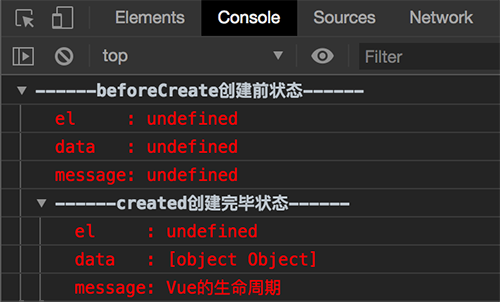 Elements Console Sources Network
top Filter
------beforeCreate创建前状态------
el : undefined
data : undefined
message: undefined
------created创建完毕状态------
el : undefined
data : [object Object]
message: Vue的生命周期